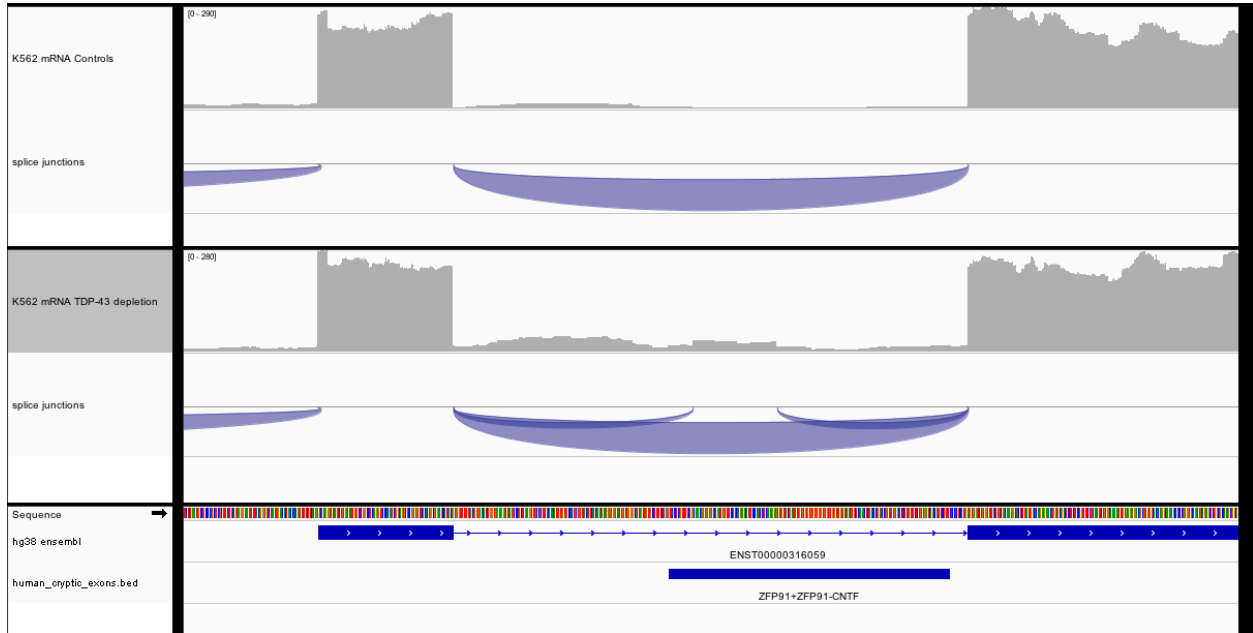 [0 - 290]
K562 mRNA Controls
splice junctions
[0 - 280]
K562 mRNA TDP-43 depletion
splice junctions
Sequence
hg38 ensembl
ENST00000316059
human_cryptic_exons.bed
ZFP91+ZFP91-CNTF